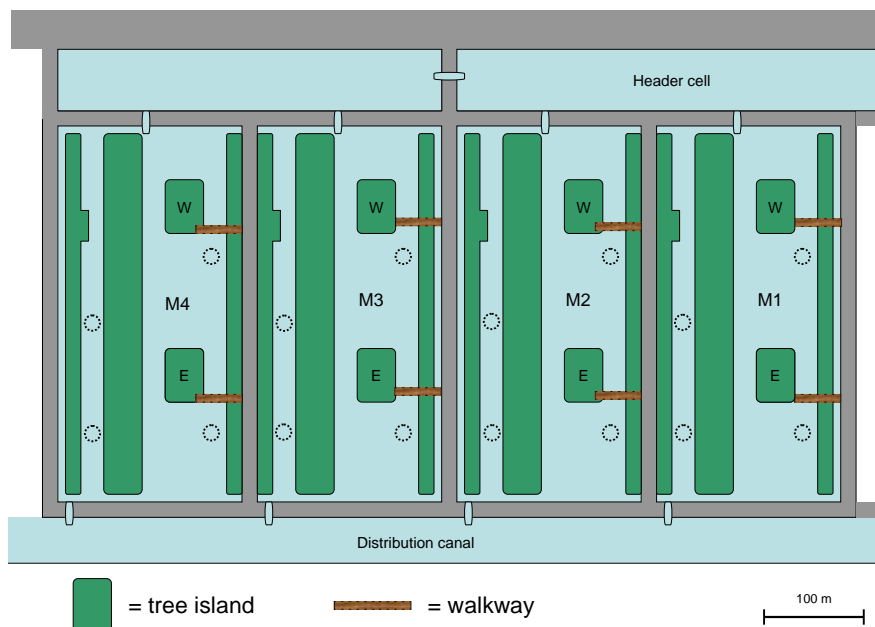 Header cell
W
W
W
W
M4
M3
M2
M1
E
E
E
E
Distribution canal
= tree island
= walkway
100 m